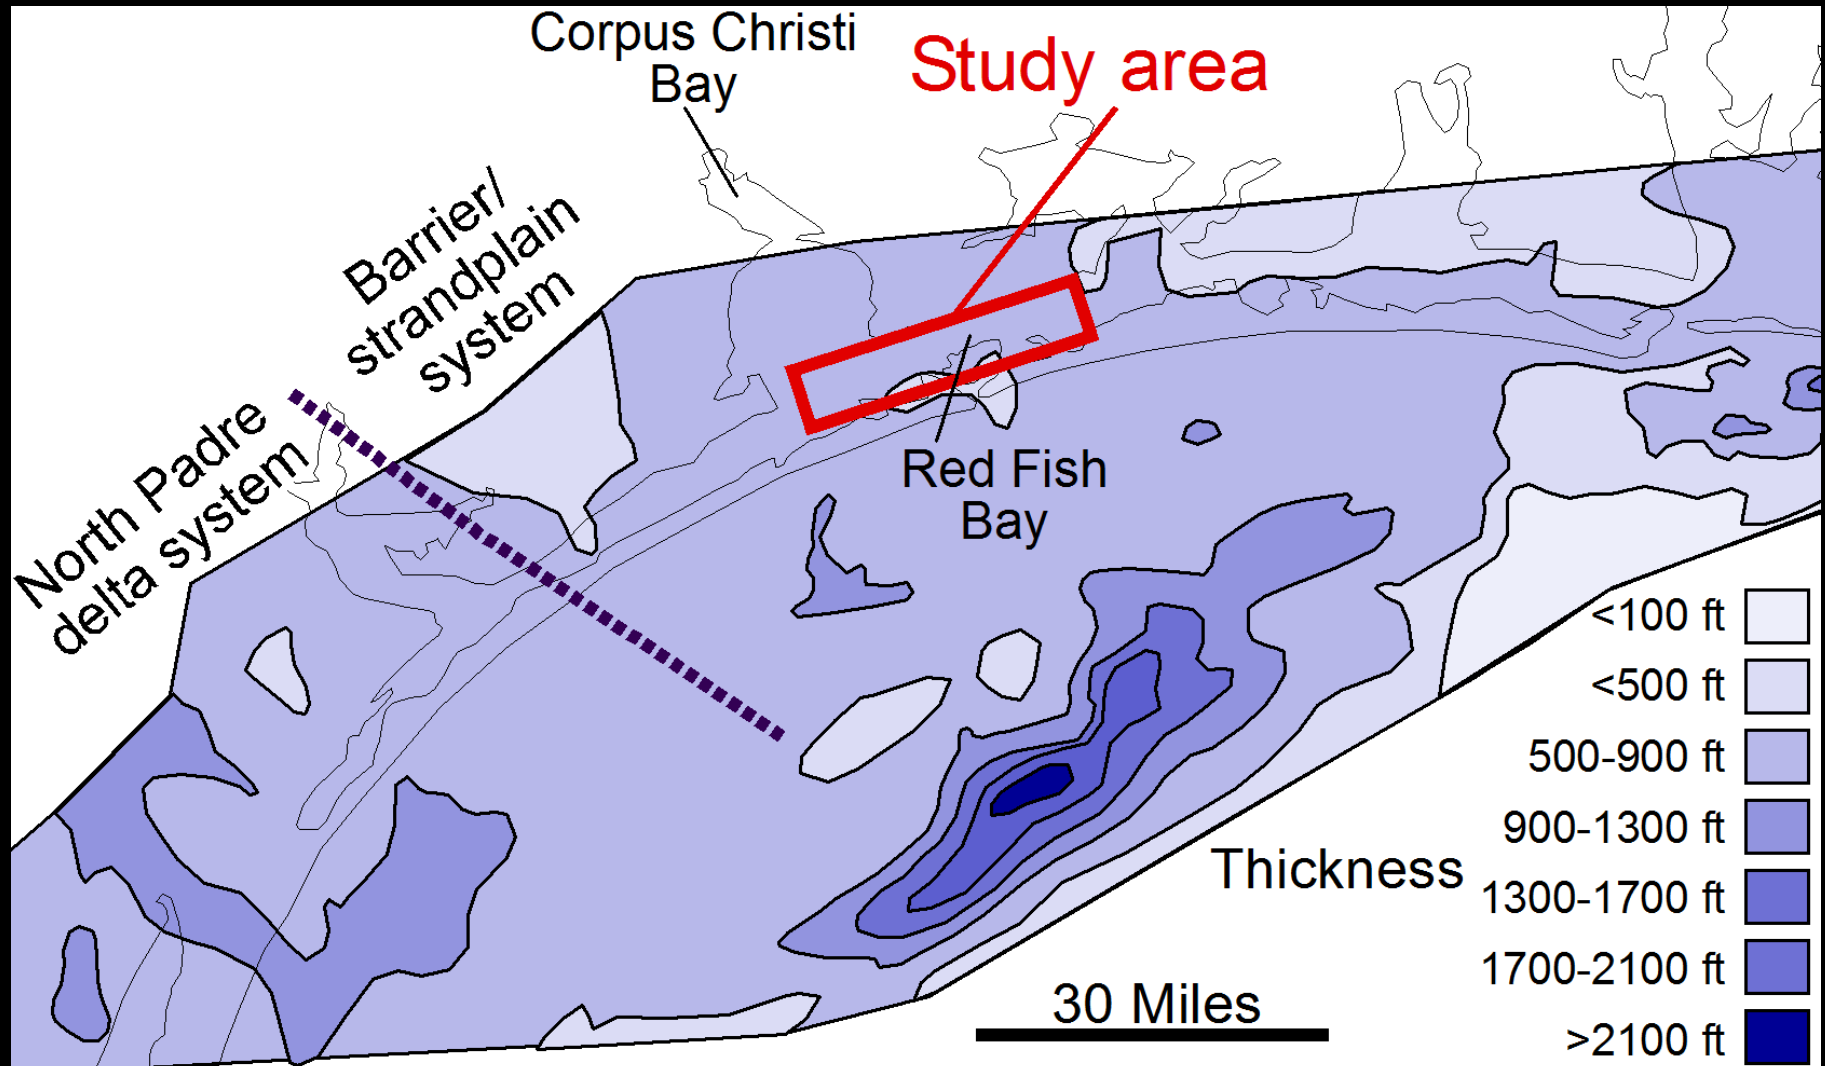 Corpus Christi
Bay
Study area
Barrier/
strandplain
system
North Padre
delta system
Red Fish
Bay
Thickness
<100 ft
<500 ft
500-900 ft
900-1300 ft
1300-1700 ft
1700-2100 ft
>2100 ft
30 Miles